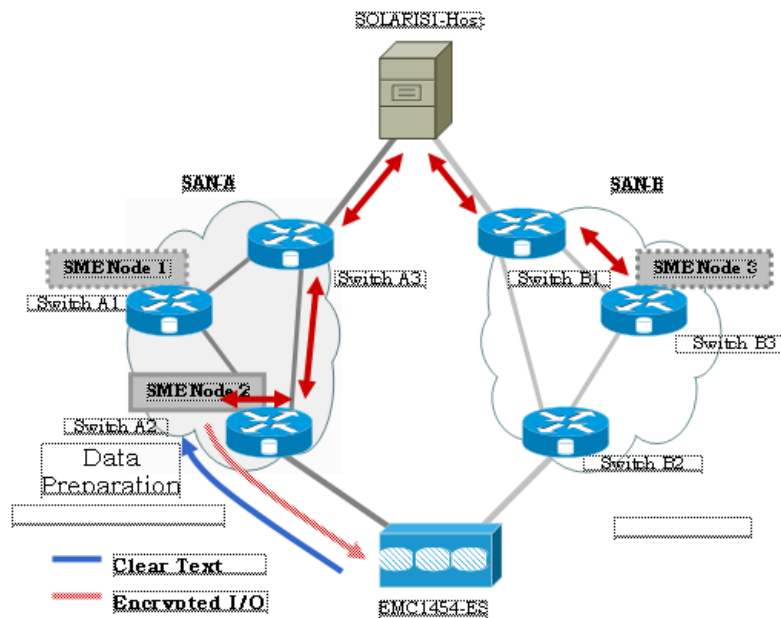 SOLARIS1-Host
SAN-A
SAN-B
SME Node 1
Switch A1
Switch A3
Switch B1
SME Node 3
Switch B3
SME Node 2
Switch A2
Switch B2
Data
Preparation
Clear Text
Encrypted I/O
EMC1454-ES